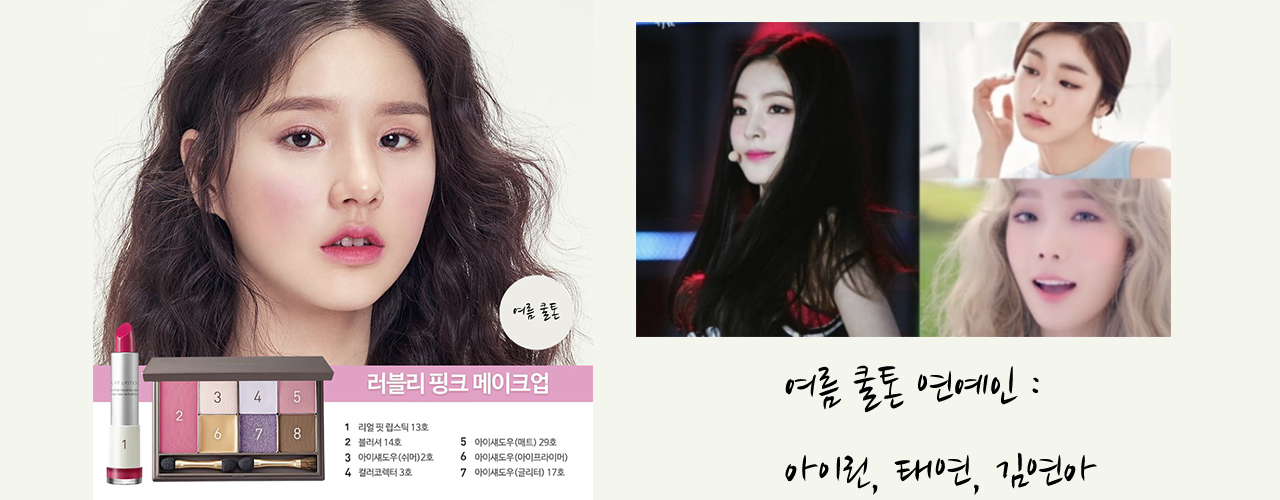 여름 쿨톤
러블리 핑크 메이크업
1 리얼 핏 립스틱 13호
2 블러셔 14호
3 아이섀도우(쉬머)2호
4 컬러코렉터 3호
5 아이섀도우(매트) 29호
6 아이섀도우(아이프라이머)
7 아이섀도우(글리터) 17호
1
2
3
4
5
6
7
8
여름 쿨톤 연예인 :
아이린, 태연, 김연아